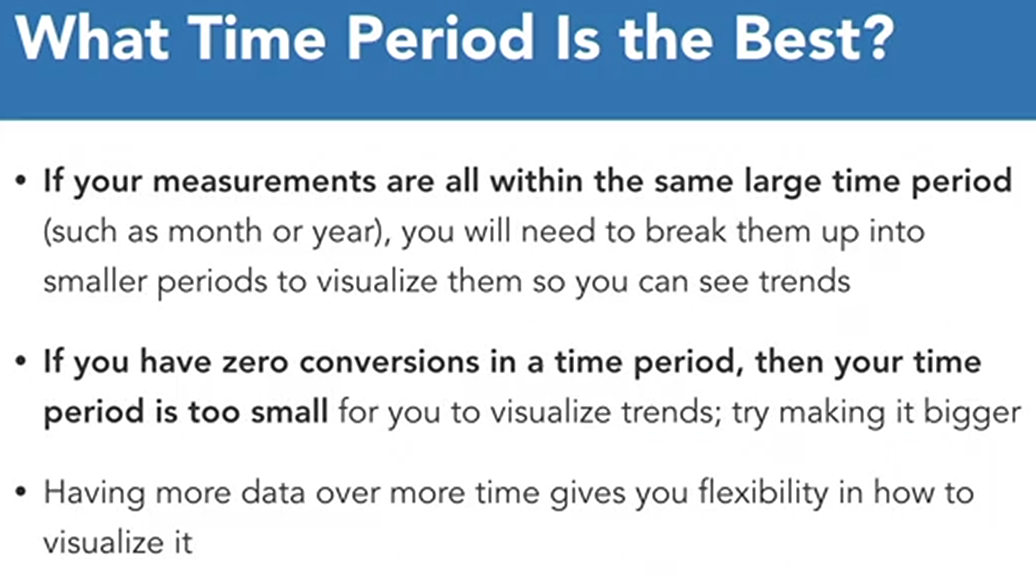 What Time Period Is the Best?
• If your measurements are all within the same large time period
(such as month or year), you will need to break them up into
smaller periods to visualize them so you can see trends
• If you have zero conversions in a time period, then your time
period is too small for you to visualize trends; try making it bigger
• Having more data over more time gives you flexibility in how to
visualize it